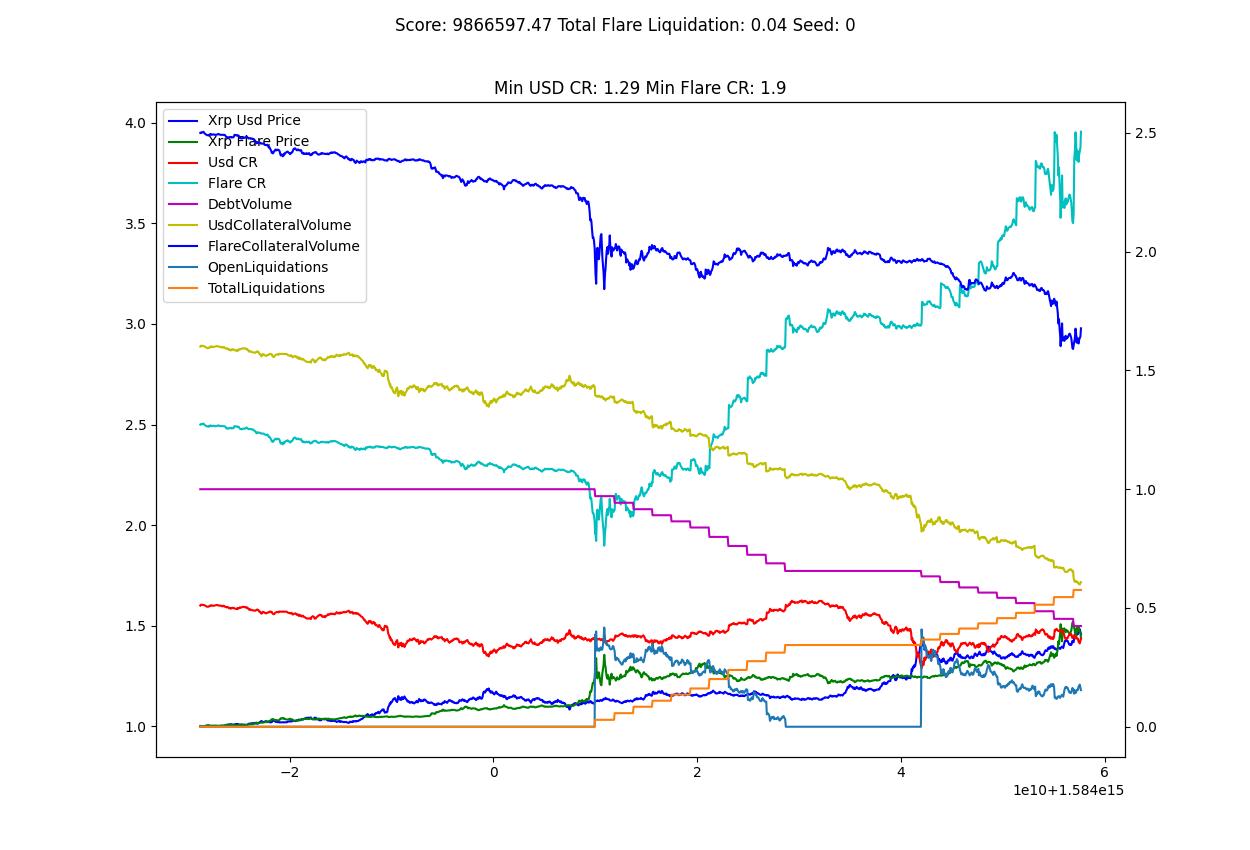 Score: 9866597.47 Total Flare Liquidation: 0.04 Seed: 0
Min USD CR: 1.29 Min Flare CR: 1.9
Xrp Usd Price
Xrp Flare Price
Usd CR
Flare CR
DebtVolume
UsdCollateralVolume
FlareCollateralVolume
OpenLiquidations
TotalLiquidations
4.0
3.5
3.0
2.5
2.0
1.5
1.0
2.5
2.0
1.5
1.0
0.5
0.0
−2 0 2 4 6
1e10+1.584e15